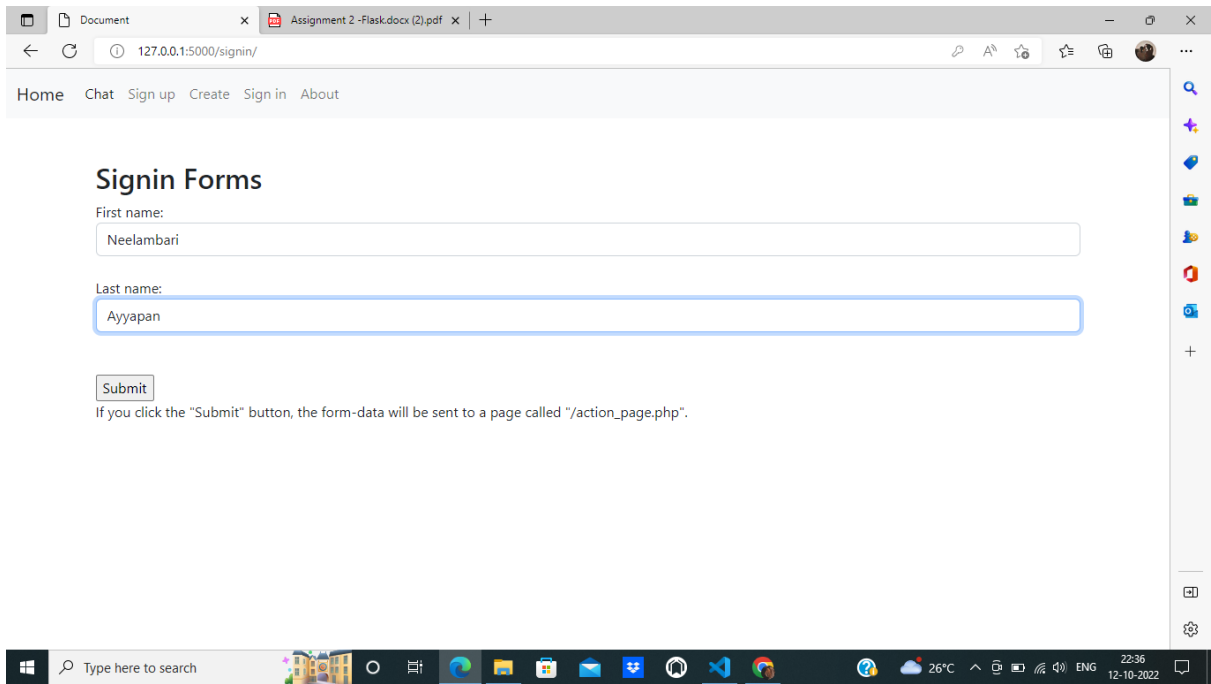 Document
Assignment 2 -Flask.docx (2).pdf
127.0.0.1:5000/signin/
Home Chat Sign up Create Sign in About
Signin Forms
First name:
Neelambari
Last name:
Ayyapan
Submit
If you click the "Submit" button, the form-data will be sent to a page called "/action_page.php".
Type here to search
26°C
ENG
22:36
12-10-2022